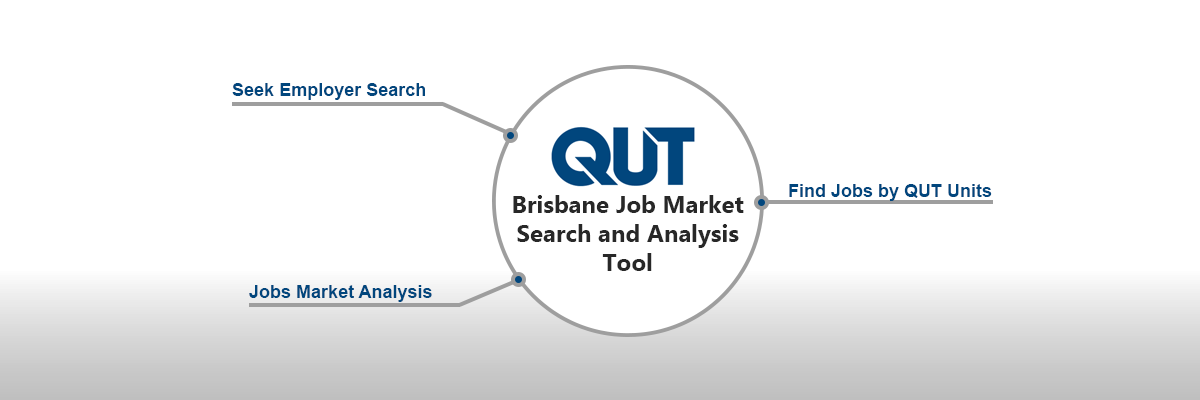 Seek Employer Search
QUT
Brisbane Job Market
Search and Analysis
Tool
Find Jobs by QUT Units
Jobs Market Analysis